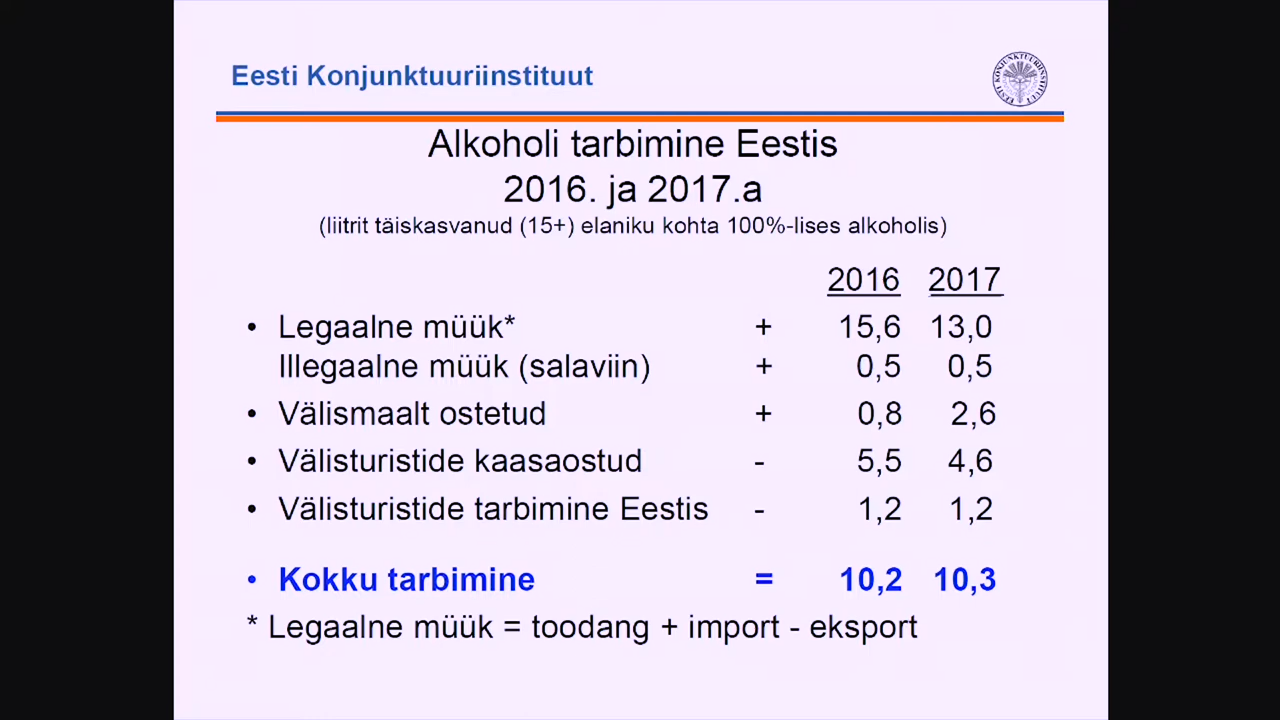 Eesti Konjunktuuriinstituut
EESTI KONJUNKTUURIINSTITUUT
Alkoholi tarbimine Eestis
2016. ja 2017.a
(liitrit täiskasvanud (15+) elaniku kohta 100%-lises alkoholis)
2016 2017
• Legaalne müük* + 15,6 13,0
Illegaalne müük (salaviin) + 0,5 0,5
• Välismaalt ostetud + 0,8 2,6
• Välisturistide kaasaostud - 5,5 4,6
• Välisturistide tarbimine Eestis - 1,2 1,2
• Kokku tarbimine = 10,2 10,3
* Legaalne müük = toodang + import - eksport